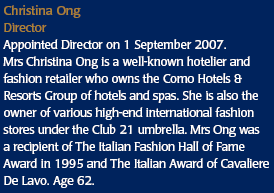 Christina Ong
Director
Appointed Director on 1 September 2007.
Mrs Christina Ong is a well-known hotelier and
fashion retailer who owns the Como Hotels &
Resorts Group of hotels and spas. She is also the
owner of various high-end international fashion
stores under the Club 21 umbrella. Mrs Ong was
a recipient of The Italian Fashion Hall of Fame
Award in 1995 and The Italian Award of Cavaliere
De Lavo. Age 62.